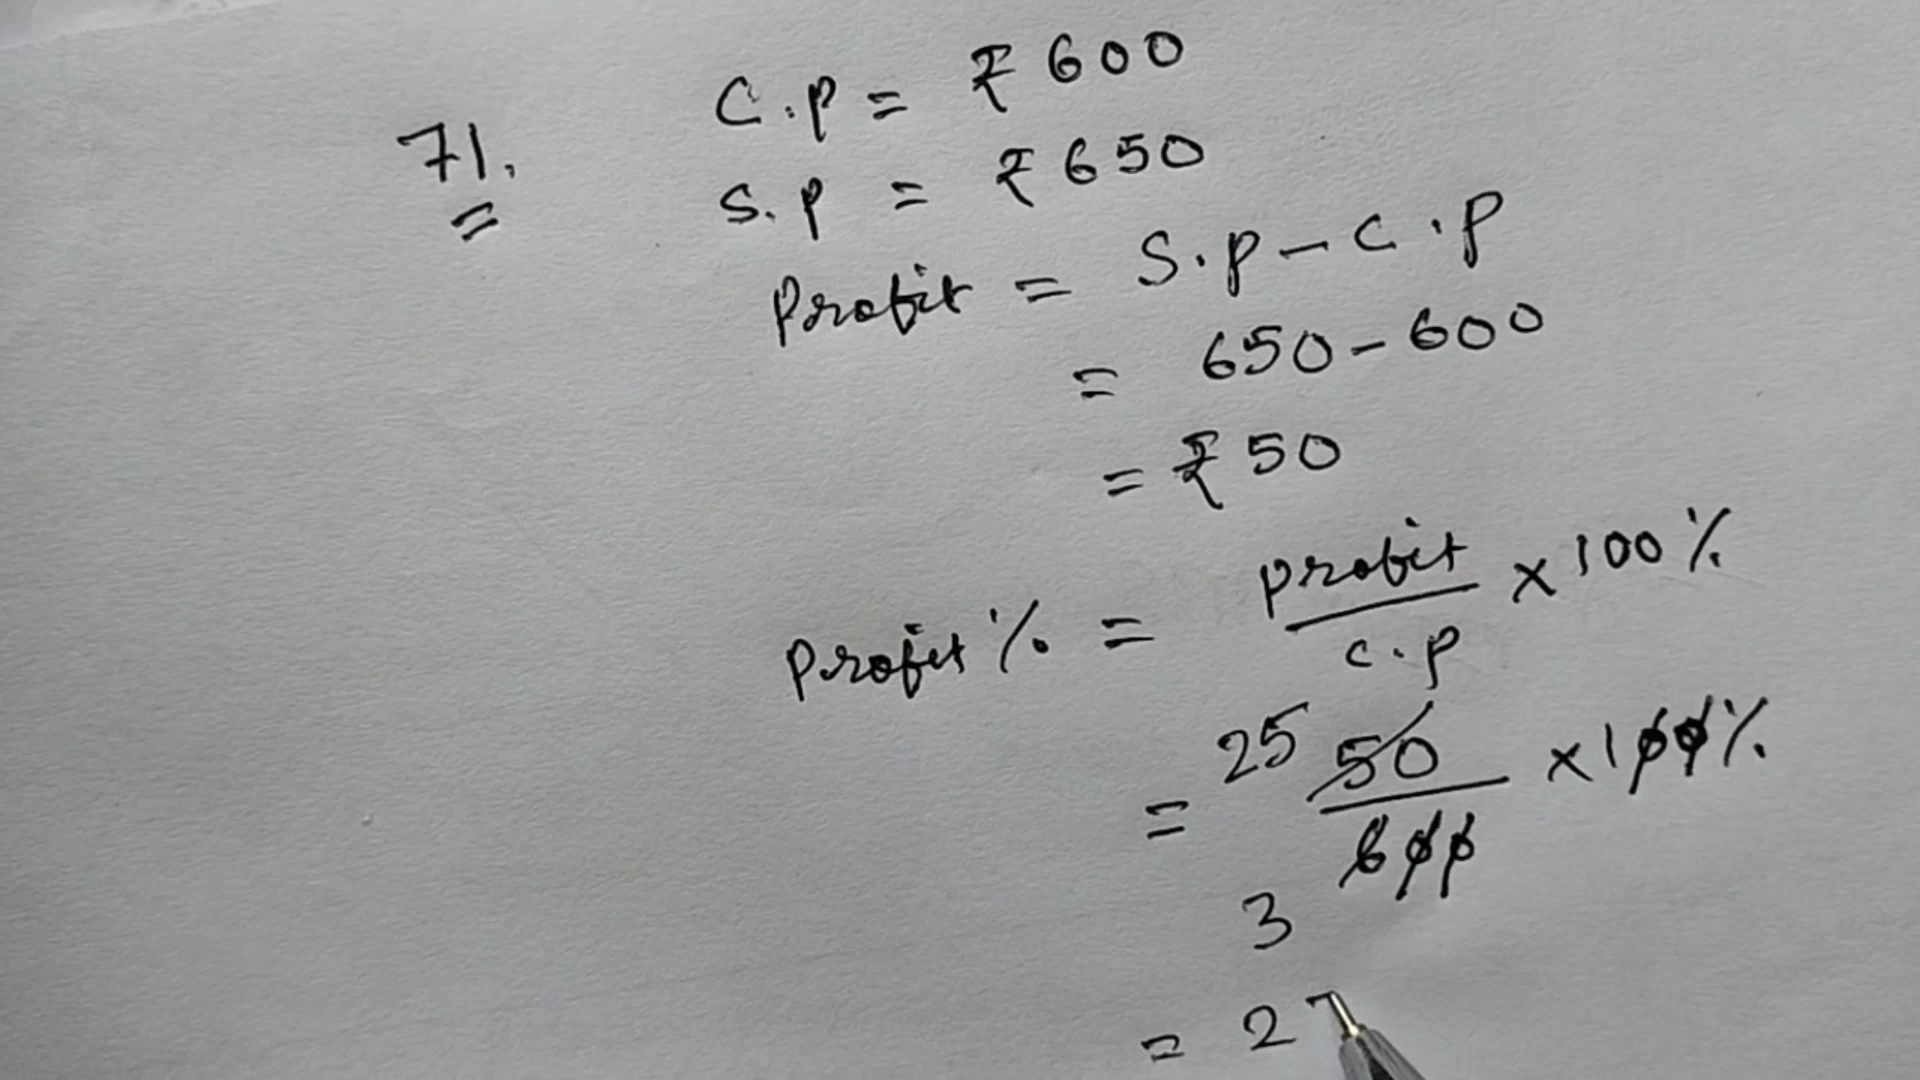 71.
C.P = ₹ 600
S.P = ₹ 650
Profit = S.P - C.P
= 650 - 600
= ₹ 50
Profit % = Profit / C.P × 100 %
= 25 50 / 600 × 100 %
3
= 2